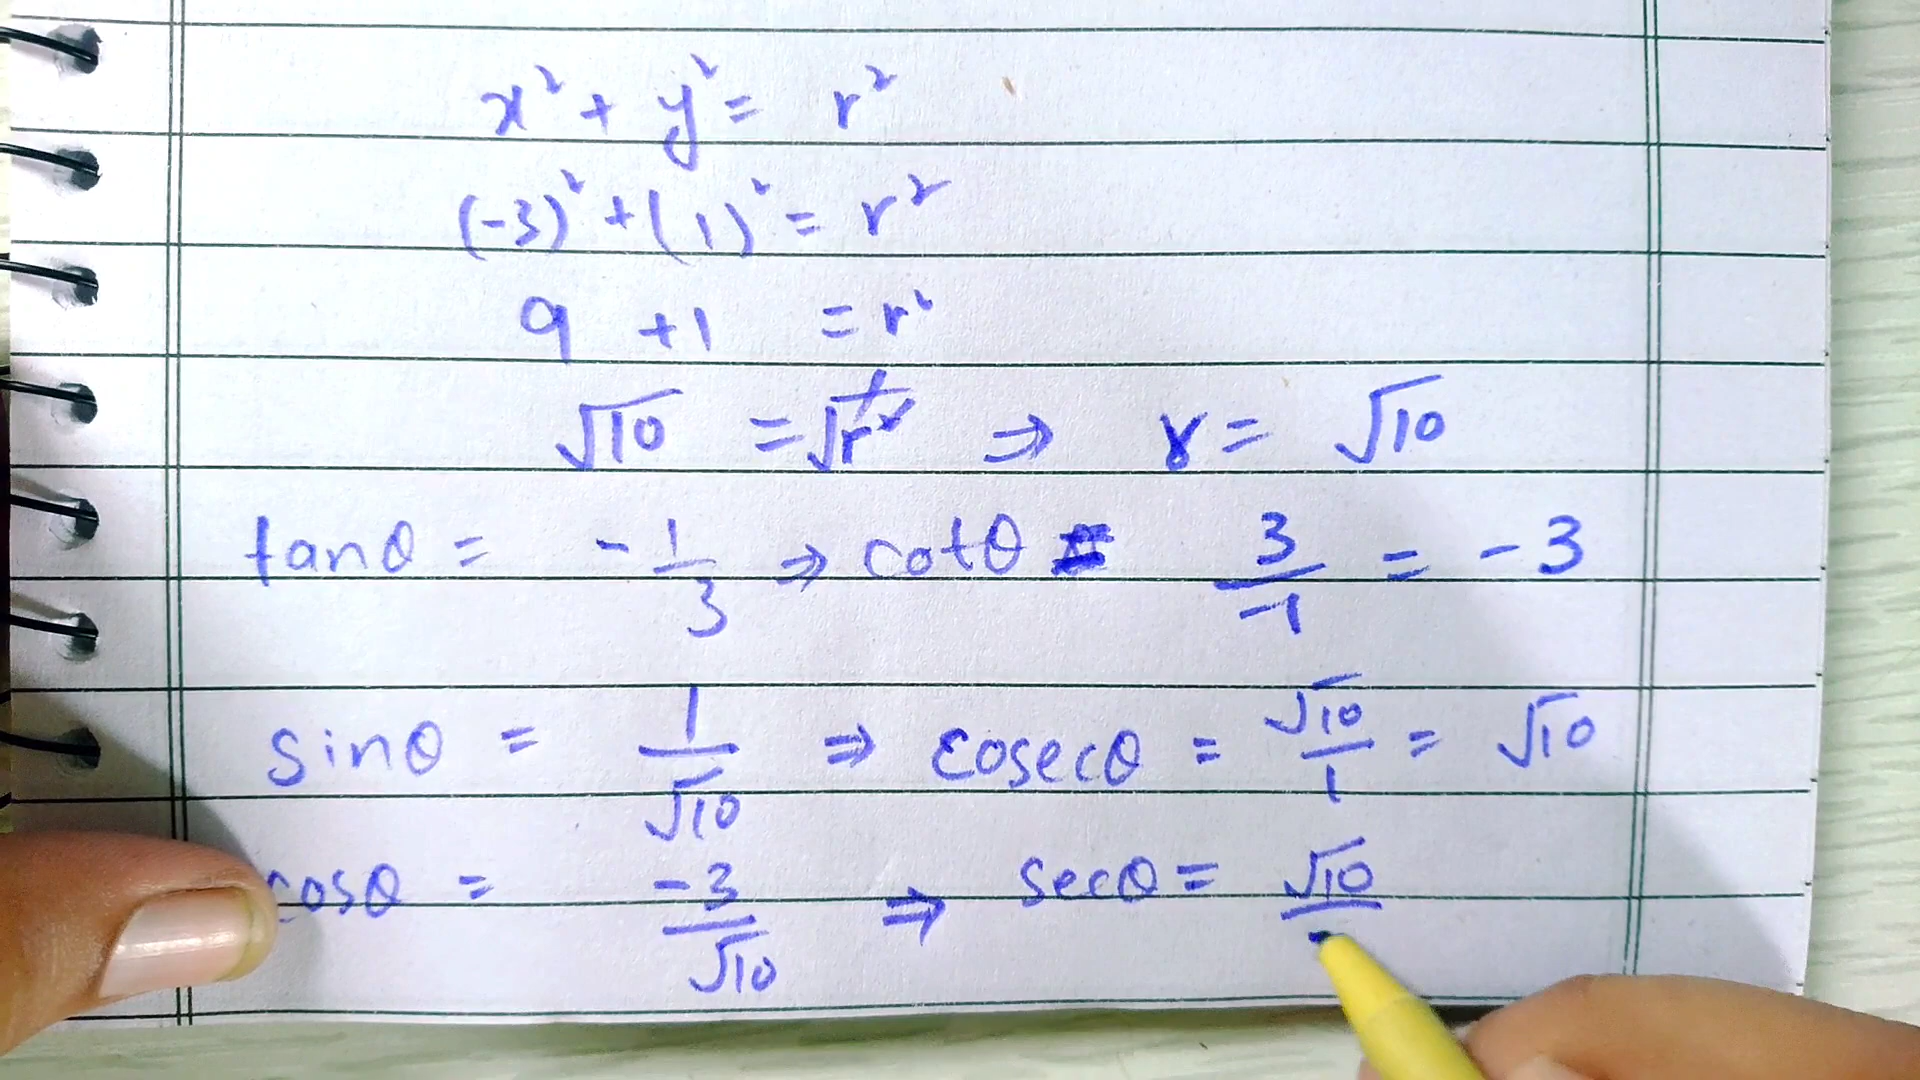 x² + y² = r²
(-3)² + (1)² = r²
9 + 1 = r²
√10 = √r² ⇒ r = √10
tanθ = -1/3 ⇒ cotθ = 3/-1 = -3
sinθ = 1/√10 ⇒ cosecθ = √10/1 = √10
cosθ = -3/√10 ⇒ secθ = √10/-